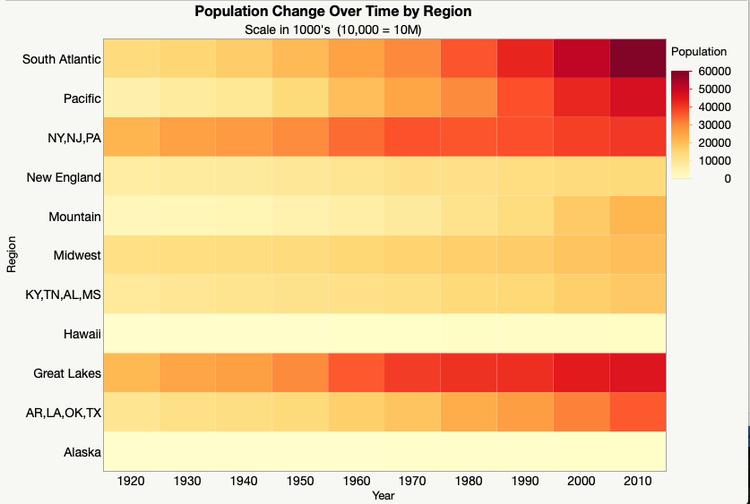 Population Change Over Time by Region
Scale in 1000's (10,000 = 10M)
Region
South Atlantic
Pacific
NY,NJ,PA
New England
Mountain
Midwest
KY,TN,AL,MS
Hawaii
Great Lakes
AR,LA,OK,TX
Alaska
1920 1930 1940 1950 1960 1970 1980 1990 2000 2010
Year
Population
60000
50000
40000
30000
20000
10000
0